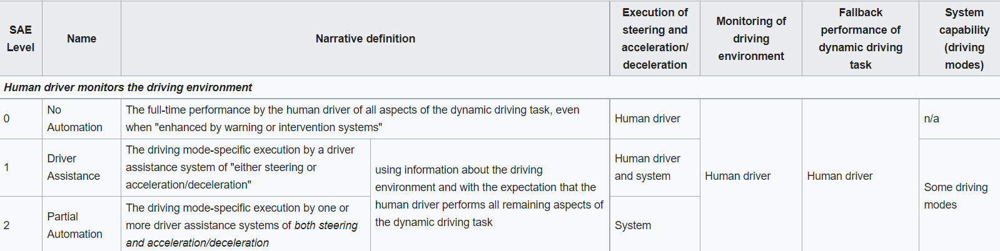 SAE
Level
Name
Narrative definition
Execution of
steering and
acceleration/
deceleration
Monitoring of
driving
environment
Fallback
performance of
dynamic driving
task
System
capability
(driving
modes)
Human driver monitors the driving environment
0
No
Automation
The full-time performance by the human driver of all aspects of the dynamic driving task, even
when "enhanced by warning or intervention systems"
Human driver
n/a
1
Driver
Assistance
The driving mode-specific execution by a driver
assistance system of "either steering or
acceleration/deceleration"
using information about the driving
environment and with the expectation that the
human driver performs all remaining aspects of
the dynamic driving task
Human driver
and system
Human driver
Human driver
Some driving
modes
2
Partial
Automation
The driving mode-specific execution by one or
more driver assistance systems of both steering
and acceleration/deceleration
System